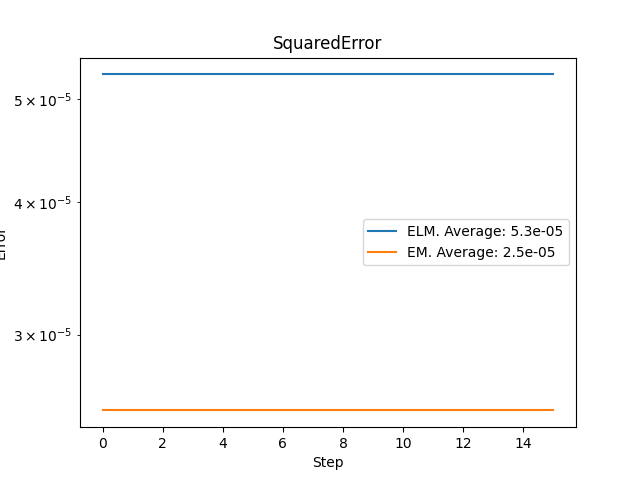 SquaredError
5 × 10⁻⁵
4 × 10⁻⁵
3 × 10⁻⁵
Error
ELM. Average: 5.3e-05
EM. Average: 2.5e-05
0 2 4 6 8 10 12 14
Step